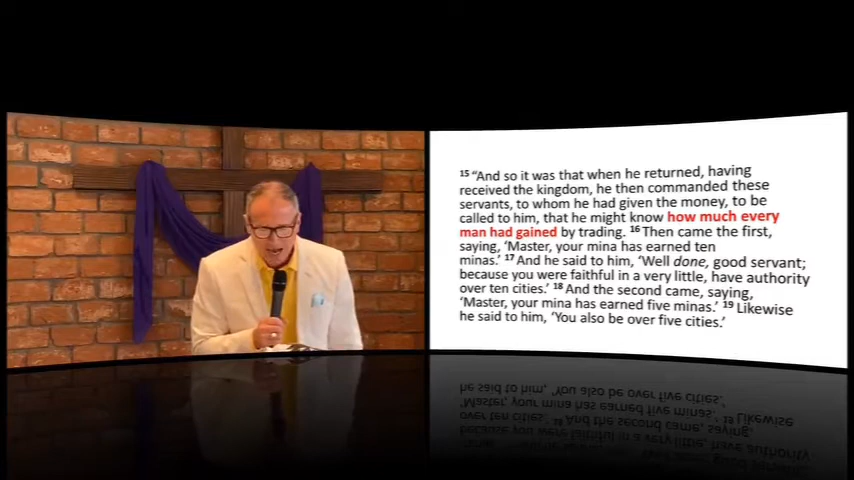 15 “And so it was that when he returned, having
received the kingdom, he then commanded these
servants, to whom he had given the money, to be
called to him, that he might know how much every
man had gained by trading. 16 Then came the first,
saying, ‘Master, your mina has earned ten
minas.’ 17 And he said to him, ‘Well done, good servant;
because you were faithful in a very little, have authority
over ten cities.’ 18 And the second came, saying,
‘Master, your mina has earned five minas.’ 19 Likewise
he said to him, ‘You also be over five cities.’